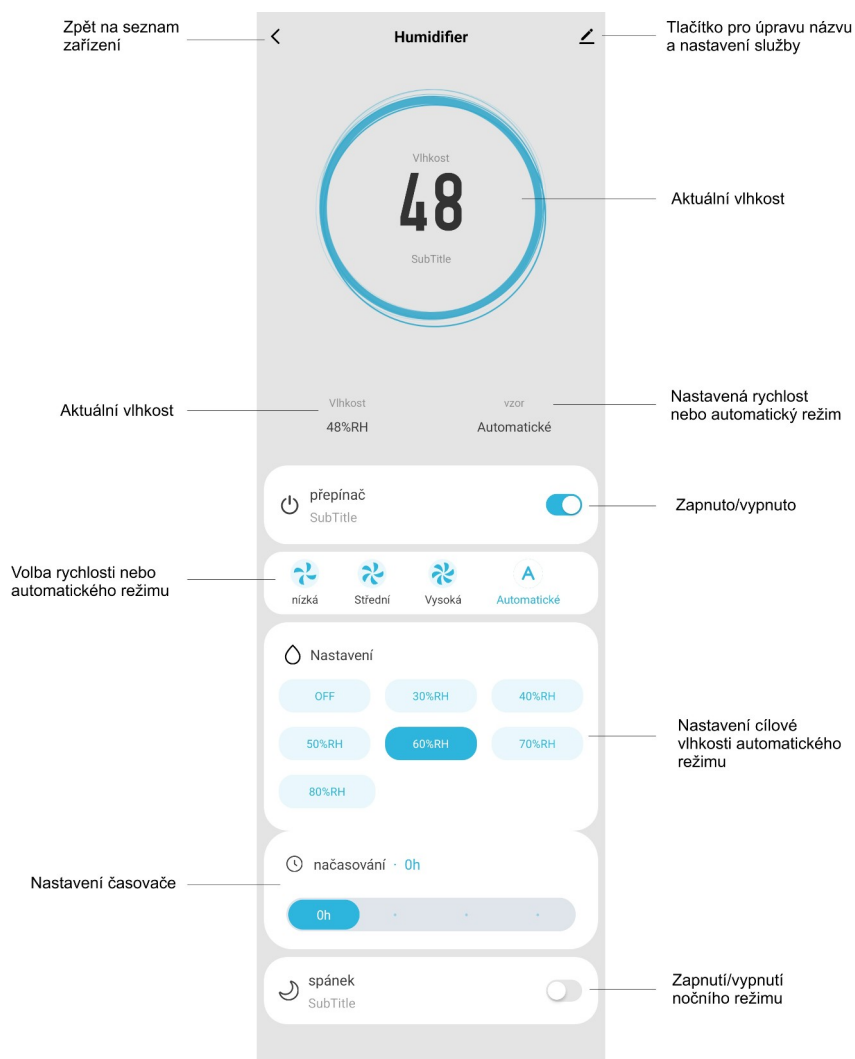 Zpět na seznam
zařízení
Humidifier
Tlačítko pro úpravu názvu
a nastavení služby
Vlhkost
48
SubTitle
Aktuální vlhkost
Aktuální vlhkost
Vlhkost
48%RH
vzor
Automatické
Nastavená rychlost
nebo automatický režim
přepínač
SubTitle
Zapnuto/vypnuto
Volba rychlosti nebo
automatického režimu
nízká
Střední
Vysoká
A
Automatické
Nastavení
OFF
30%RH
40%RH
50%RH
60%RH
70%RH
80%RH
Nastavení cílové
vlhkosti automatického
režimu
Nastavení časovače
načasování · 0h
0h
spánek
SubTitle
Zapnutí/vypnutí
nočního režimu